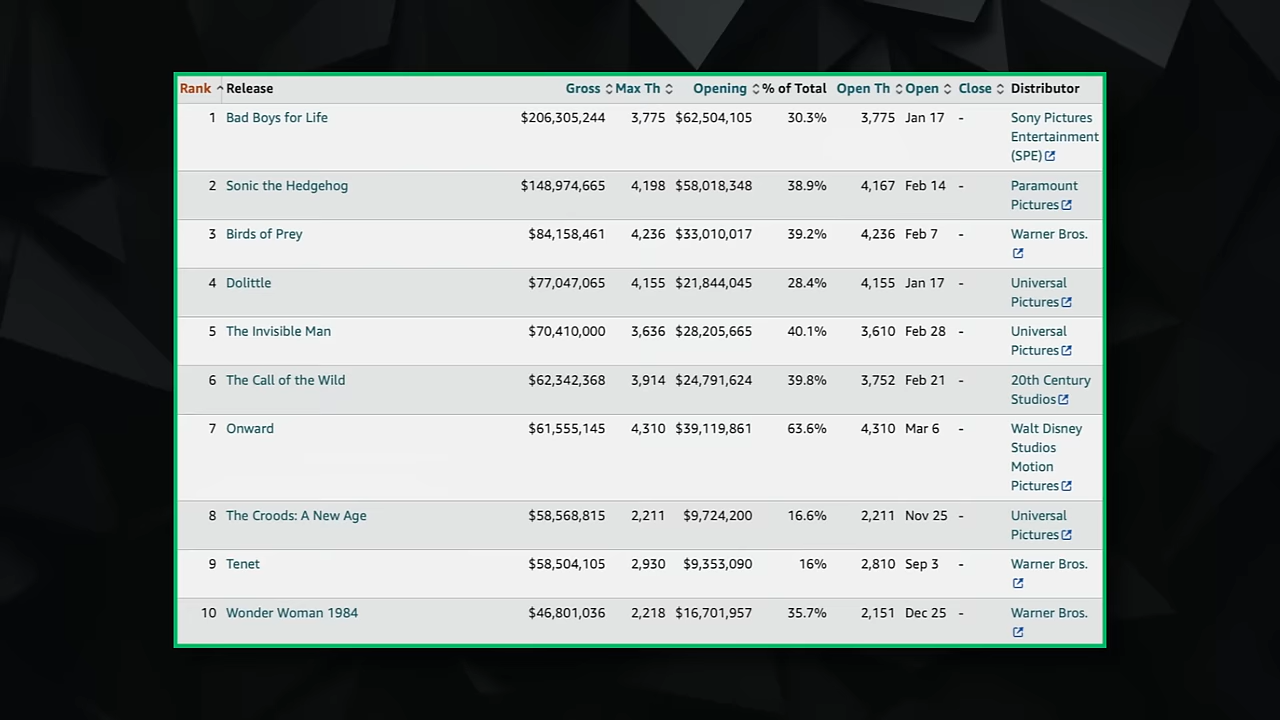 Rank Release Gross Max Th Opening % of Total Open Th Open Close Distributor
1 Bad Boys for Life $206,305,244 3,775 $62,504,105 30.3% 3,775 Jan 17 - Sony Pictures
Entertainment
(SPE)
2 Sonic the Hedgehog $148,974,665 4,198 $58,018,348 38.9% 4,167 Feb 14 - Paramount
Pictures
3 Birds of Prey $84,158,461 4,236 $33,010,017 39.2% 4,236 Feb 7 - Warner Bros.
4 Dolittle $77,047,065 4,155 $21,844,045 28.4% 4,155 Jan 17 - Universal
Pictures
5 The Invisible Man $70,410,000 3,636 $28,205,665 40.1% 3,610 Feb 28 - Universal
Pictures
6 The Call of the Wild $62,342,368 3,914 $24,791,624 39.8% 3,752 Feb 21 - 20th Century
Studios
7 Onward $61,555,145 4,310 $39,119,861 63.6% 4,310 Mar 6 - Walt Disney
Studios
Motion
Pictures
8 The Croods: A New Age $58,568,815 2,211 $9,724,200 16.6% 2,211 Nov 25 - Universal
Pictures
9 Tenet $58,504,105 2,930 $9,353,090 16% 2,810 Sep 3 - Warner Bros.
10 Wonder Woman 1984 $46,801,036 2,218 $16,701,957 35.7% 2,151 Dec 25 - Warner Bros.